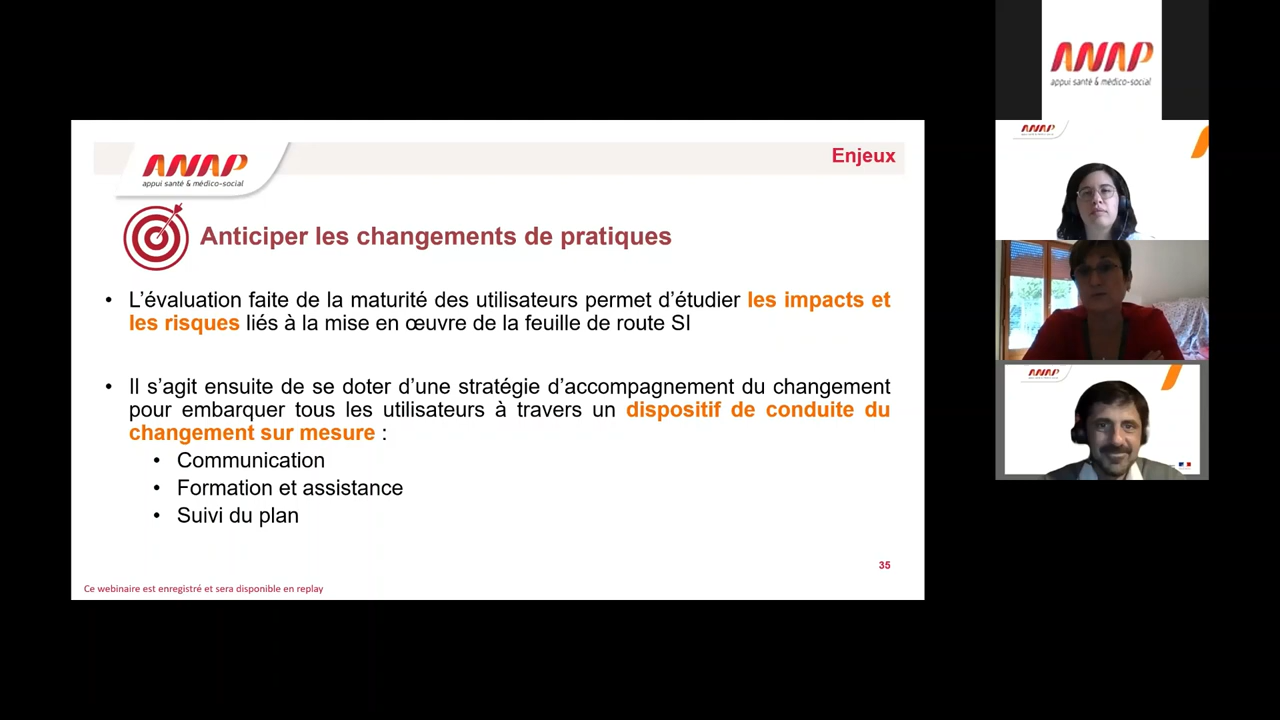 ANAP
appui santé & médico-social
Enjeux
Anticiper les changements de pratiques
• L’évaluation faite de la maturité des utilisateurs permet d’étudier les impacts et
les risques liés à la mise en œuvre de la feuille de route SI
• Il s’agit ensuite de se doter d’une stratégie d’accompagnement du changement
pour embarquer tous les utilisateurs à travers un dispositif de conduite du
changement sur mesure :
• Communication
• Formation et assistance
• Suivi du plan
35
Ce webinaire est enregistré et sera disponible en replay
ANAP
appui santé & médico-social
ANAP
ANAP